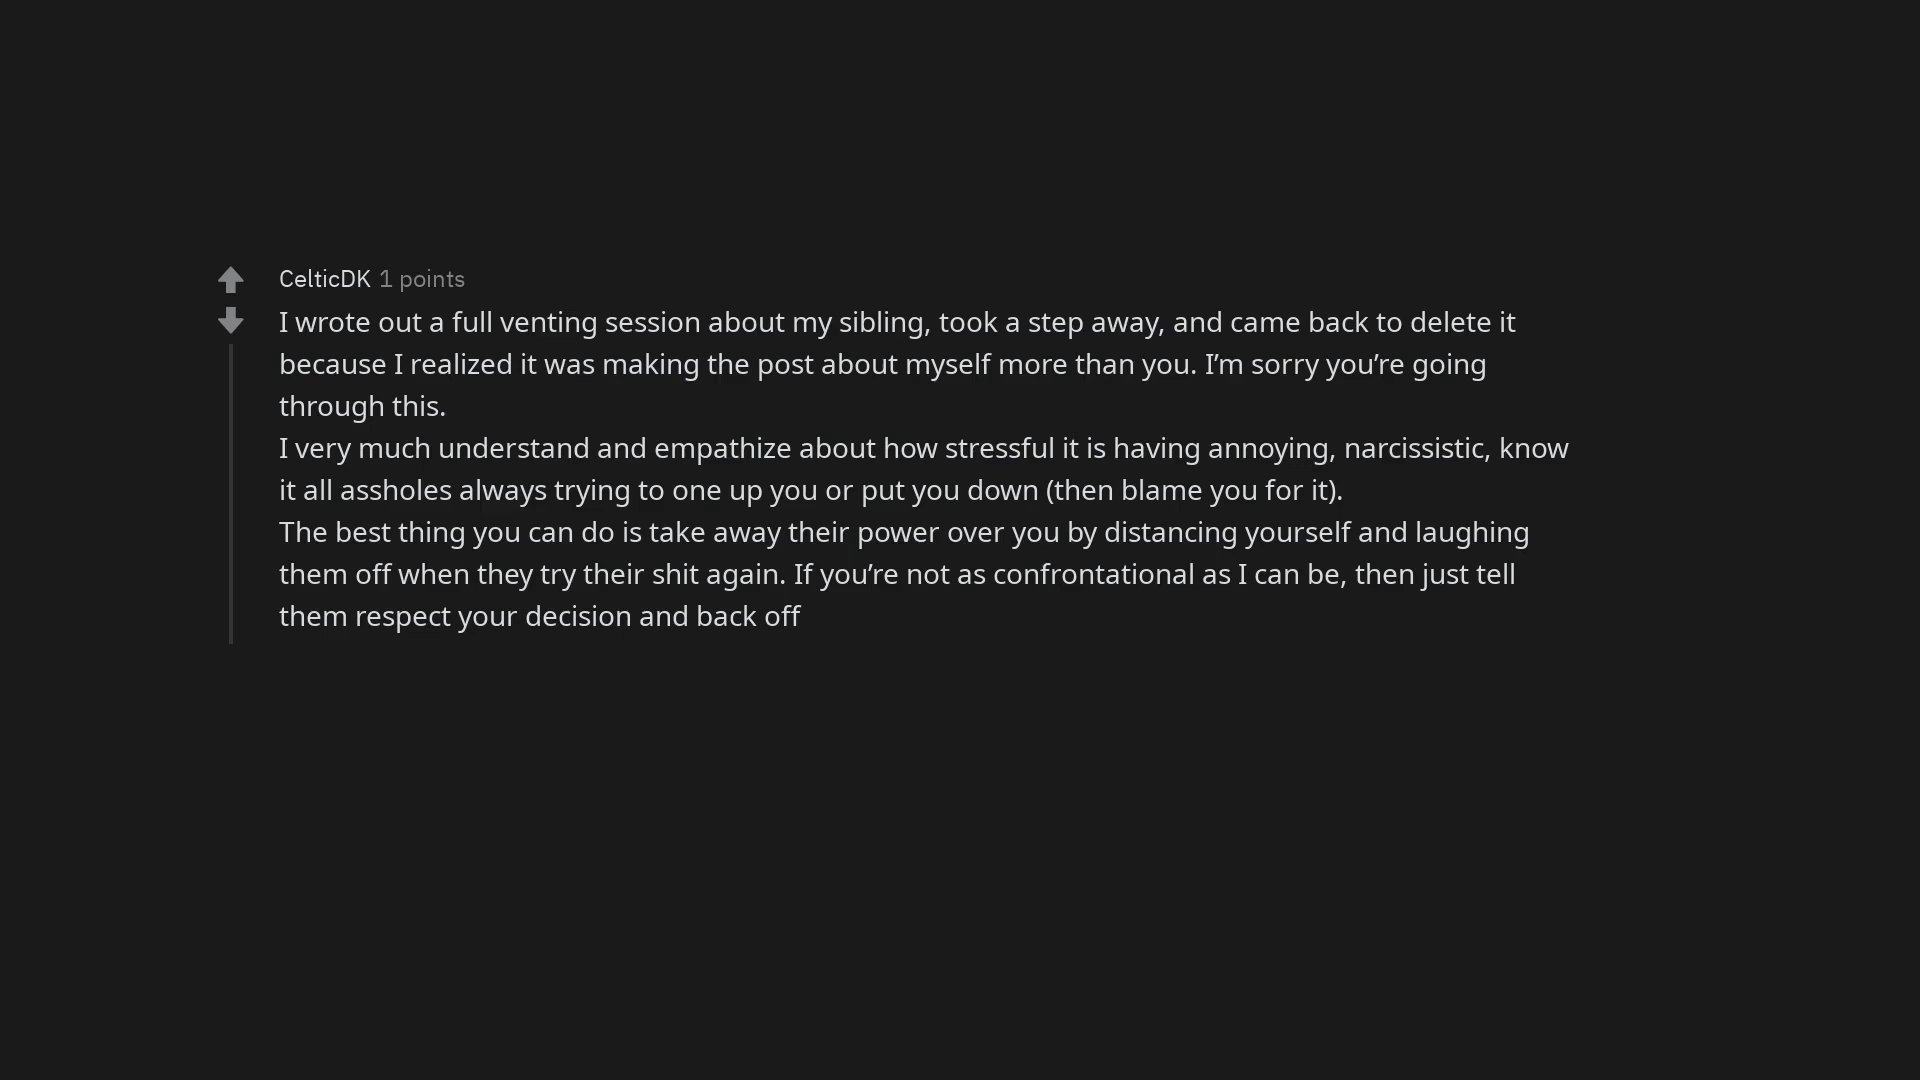 CelticDK 1 points
I wrote out a full venting session about my sibling, took a step away, and came back to delete it
because I realized it was making the post about myself more than you. I’m sorry you’re going
through this.
I very much understand and empathize about how stressful it is having annoying, narcissistic, know
it all assholes always trying to one up you or put you down (then blame you for it).
The best thing you can do is take away their power over you by distancing yourself and laughing
them off when they try their shit again. If you’re not as confrontational as I can be, then just tell
them respect your decision and back off